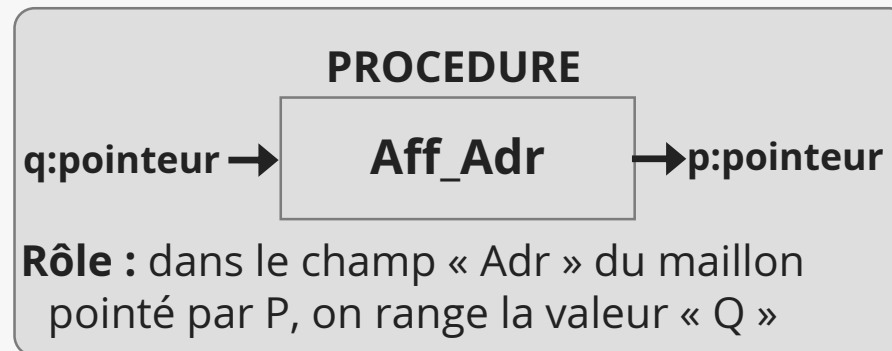 PROCEDURE
q:pointeur
Aff_Adr
p:pointeur
Rôle : dans le champ « Adr » du maillon
pointé par P, on range la valeur « Q »